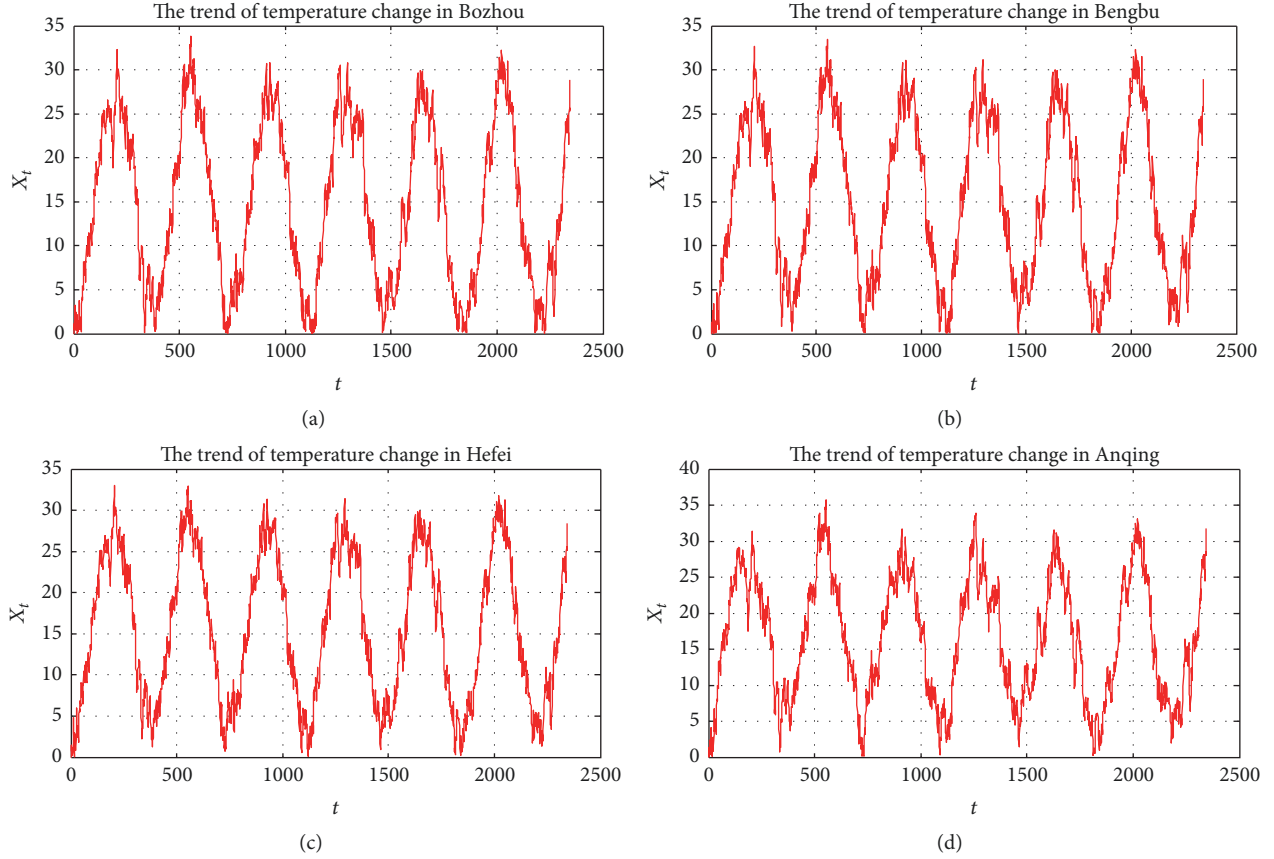 The trend of temperature change in Bozhou
35
30
25
20
15
10
5
0
X_t
0 500 1000 1500 2000 2500
t
(a)
The trend of temperature change in Bengbu
35
30
25
20
15
10
5
0
X_t
0 500 1000 1500 2000 2500
t
(b)
The trend of temperature change in Hefei
35
30
25
20
15
10
5
0
X_t
0 500 1000 1500 2000 2500
t
(c)
The trend of temperature change in Anqing
40
35
30
25
20
15
10
5
0
X_t
0 500 1000 1500 2000 2500
t
(d)